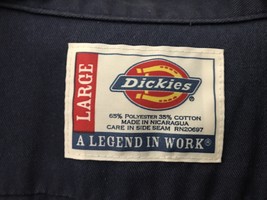 LARGE
Dickies
65% POLYESTER 35% COTTON
MADE IN NICARAGUA
CARE IN SIDE SEAM RN20697
A LEGEND IN WORK®